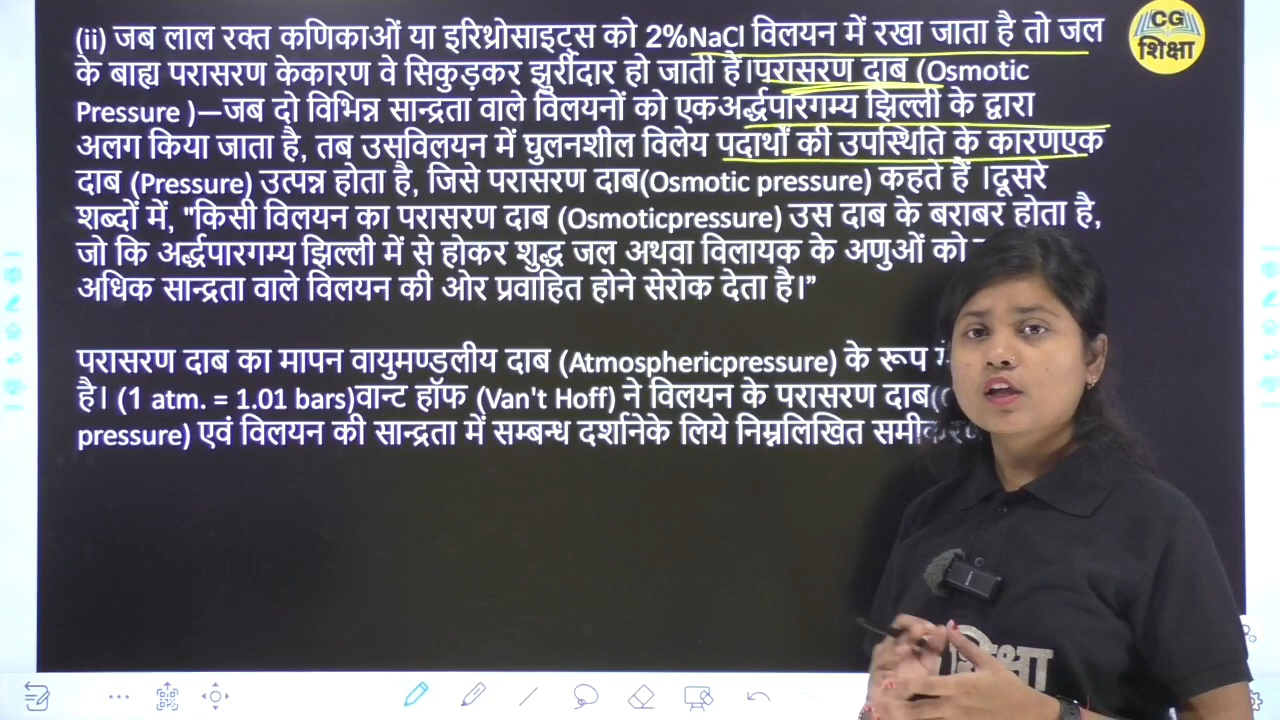 (ii) जब लाल रक्त कणिकाओं या इरिथ्रोसाइट्स को 2%NaCl विलयन में रखा जाता है तो जल
के बाह्य परासरण केकारण वे सिकुड़कर झुर्रीदार हो जाती हैं।परासरण दाब (Osmotic
Pressure )—जब दो विभिन्न सान्द्रता वाले विलयनों को एकअर्द्धपारगम्य झिल्ली के द्वारा
अलग किया जाता है, तब उसविलयन में घुलनशील विलेय पदार्थों की उपस्थिति के कारणएक
दाब (Pressure) उत्पन्न होता है, जिसे परासरण दाब(Osmotic pressure) कहते हैं ।दूसरे
शब्दों में, "किसी विलयन का परासरण दाब (Osmoticpressure) उस दाब के बराबर होता है,
जो कि अर्द्धपारगम्य झिल्ली में से होकर शुद्ध जल अथवा विलायक के अणुओं को
अधिक सान्द्रता वाले विलयन की ओर प्रवाहित होने सेरोक देता है।”
परासरण दाब का मापन वायुमण्डलीय दाब (Atmosphericpressure) के रूप
है। (1 atm. = 1.01 bars)वान्ट हॉफ (Van't Hoff) ने विलयन के परासरण दाब(
pressure) एवं विलयन की सान्द्रता में सम्बन्ध दर्शानेके लिये निम्नलिखित समीकरण
CG
शिक्षा